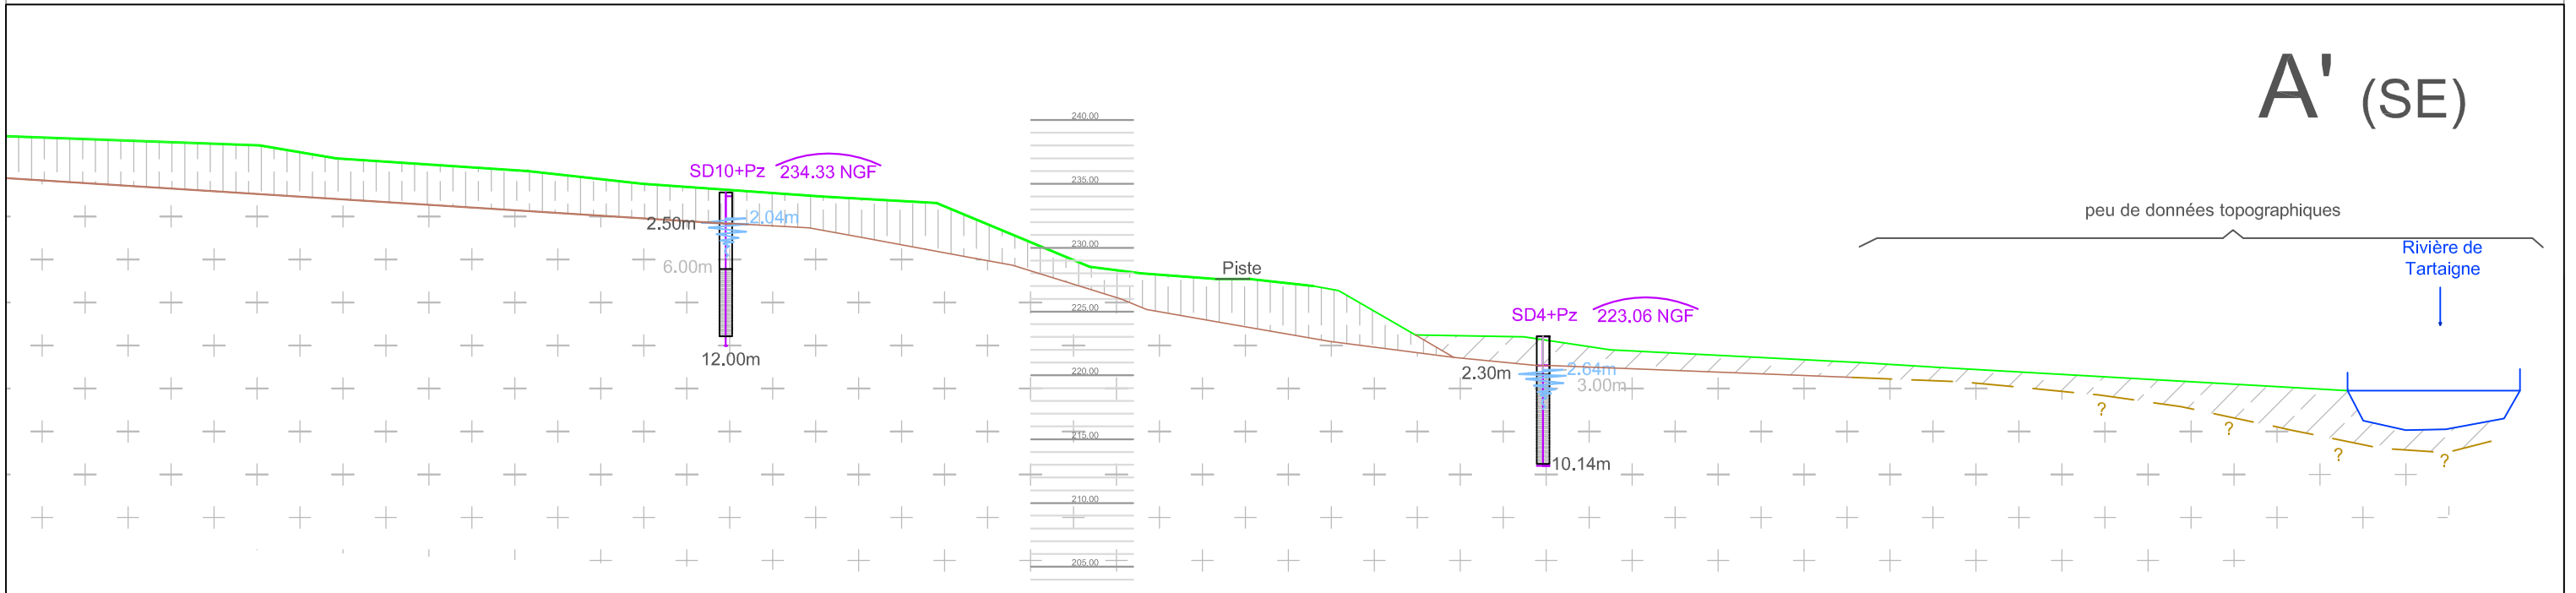 A' (SE)
240.00
SD10+Pz 234.33 NGF
235.00
peu de données topographiques
2.04m
2.50m
230.00
Rivière de
Tartaigne
6.00m
Piste
225.00
SD4+Pz 223.06 NGF
12.00m
220.00
2.30m
2.64m
3.00m
?
?
?
?
215.00
10.14m
210.00
205.00